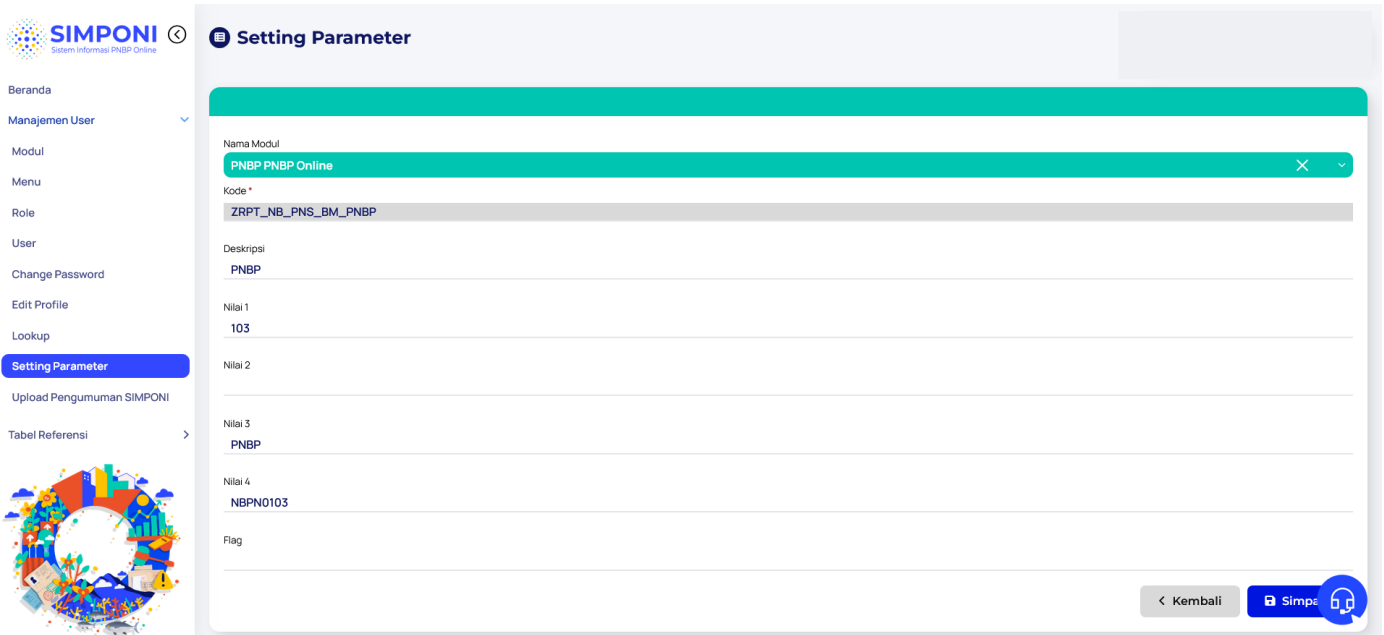 SIMPONI
Sistem Informasi PNBP Online
Setting Parameter
Beranda
Manajemen User
Modul
Menu
Role
User
Change Password
Edit Profile
Lookup
Setting Parameter
Upload Pengumuman SIMPONI
Tabel Referensi
Nama Modul
PNBP PNBP Online
Kode *
ZRPT_NB_PNS_BM_PNBP
Deskripsi
PNBP
Nilai 1
103
Nilai 2
Nilai 3
PNBP
Nilai 4
NBPN0103
Flag
Kembali
Simpa